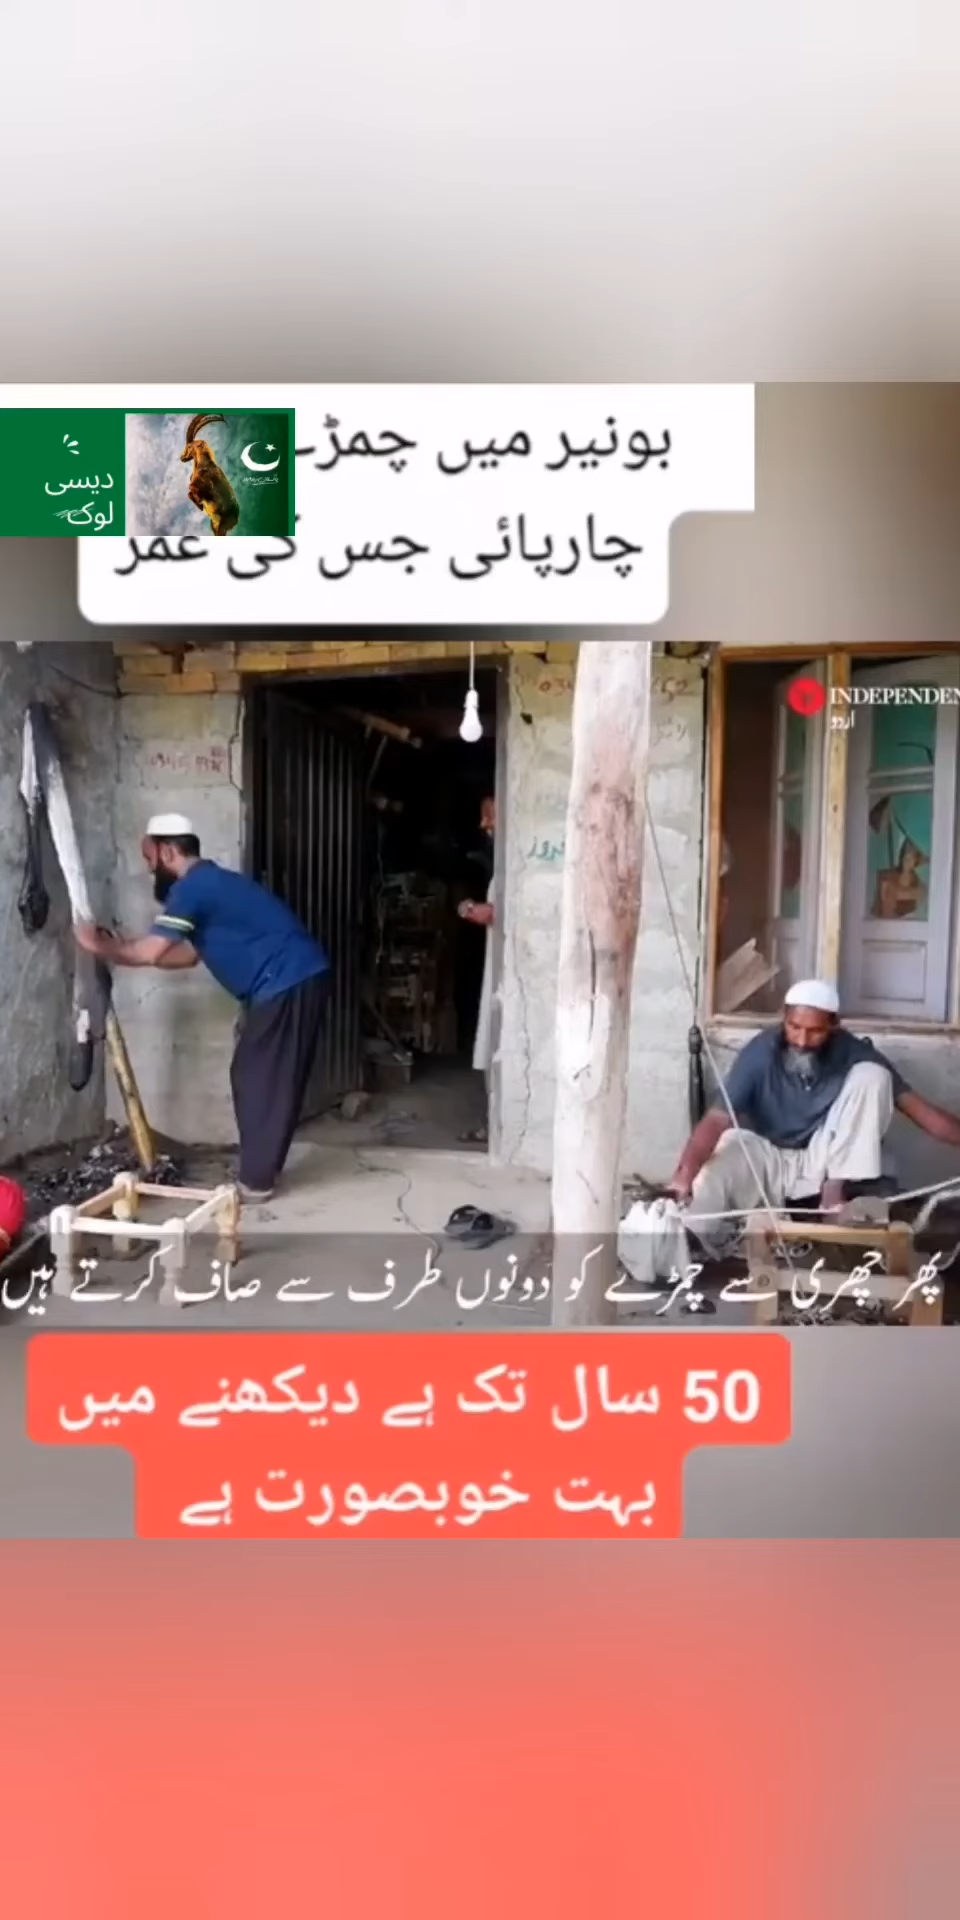 بونیر میں چمڑے
چارپائی جس کی عمر
دیسی
لوک
INDEPENDEN
اردو
پھر چھری سے چمڑے کو دونوں طرف سے صاف کرتے ہیں
50 سال تک ہے دیکھنے میں
بہت خوبصورت ہے